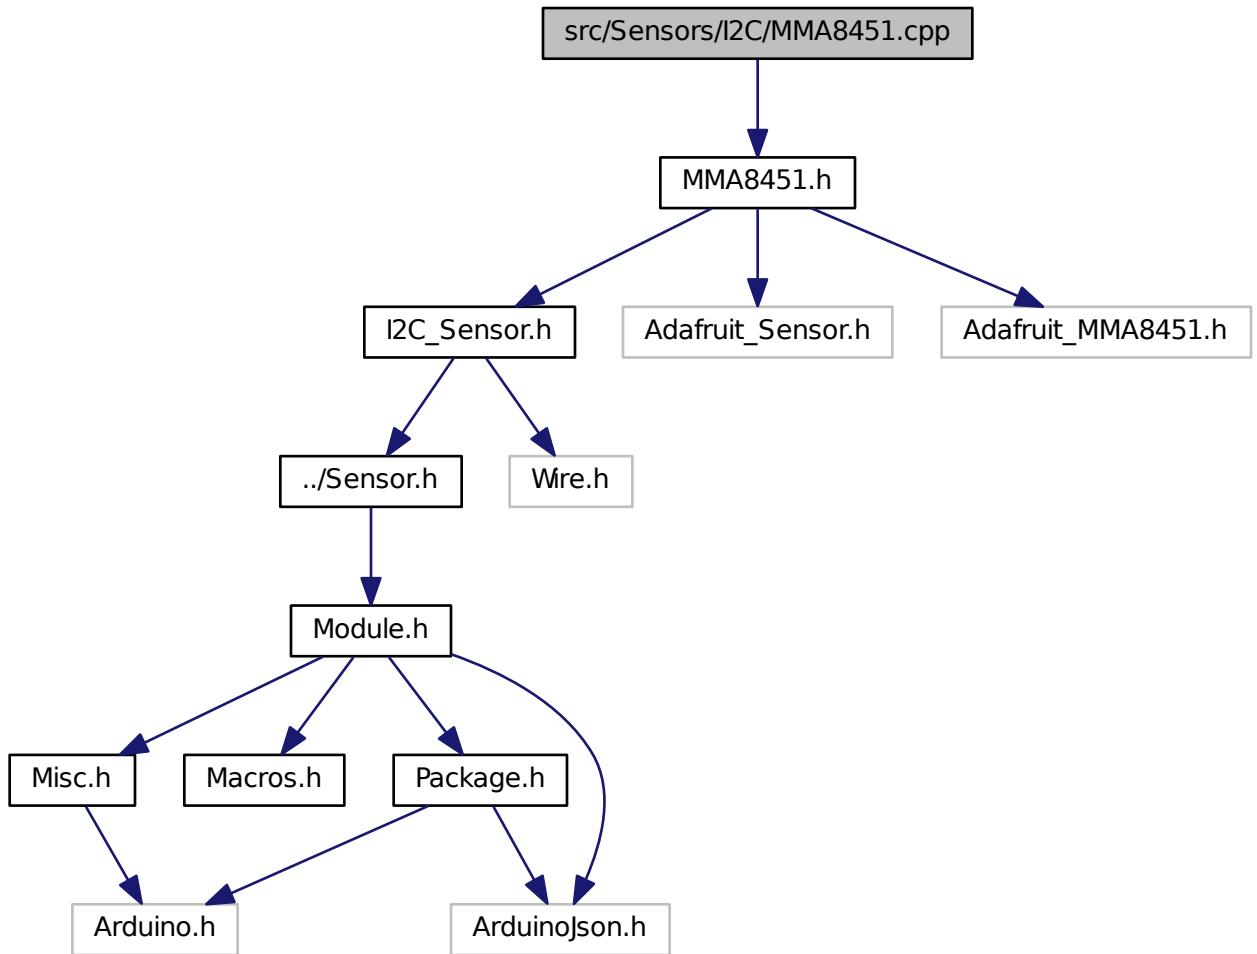 src/Sensors/I2C/MMA8451.cpp
MMA8451.h
I2C_Sensor.h
Adafruit_Sensor.h
Adafruit_MMA8451.h
../Sensor.h
Wire.h
Module.h
Misc.h
Macros.h
Package.h
Arduino.h
ArduinoJson.h